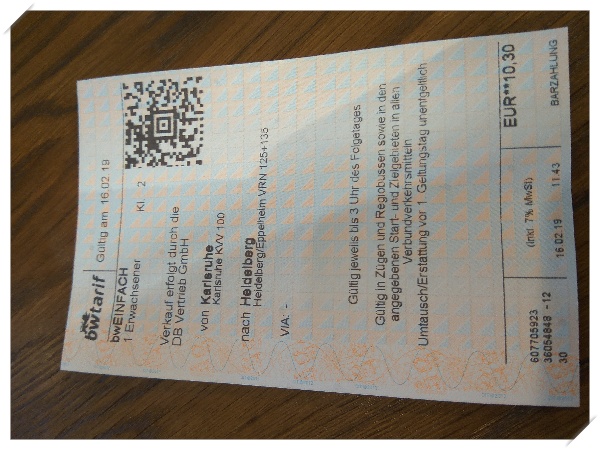 bwtarif
Gültig am 16.02.19
bwEINFACH
1 Erwachsener
Kl.: 2
Verkauf erfolgt durch die
DB Vertrieb GmbH
von Karlsruhe
Karlsruhe KVV 100
nach Heidelberg
Heidelberg/Eppelheim VRN 125+135
VIA: -
Gültig jeweils bis 3 Uhr des Folgetages
Gültig in Zügen und Regiobussen sowie in den
angegebenen Start- und Zielgebieten in allen
Verbundverkehrsmitteln
Umtausch/Erstattung vor 1. Geltungstag unentgeltlich
EUR**10,30
(inkl. 7% MwSt)
607705923
36054848 -12
30
16.02.19 11:43
BARZAHLUNG